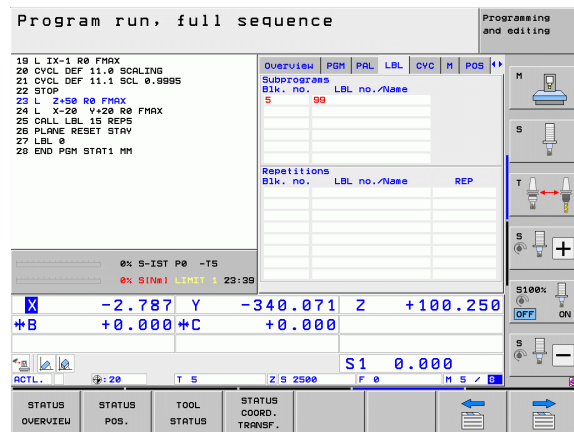 Program run, full sequence
Programming and editing
19 L IX-1 R0 FMAX
20 CYCL DEF 11.0 SCALING
21 CYCL DEF 11.1 SCL 0.9995
22 STOP
23 L Z+50 R0 FMAX
24 L X-20 Y+20 R0 FMAX
25 CALL LBL 15 REP5
26 PLANE RESET STAY
27 LBL 0
28 END PGM STAT1 MM
Overview PGM PAL LBL CYC M POS
Subprograms
Blk. no. LBL no./Name
5 99
Repetitions
Blk. no. LBL no./Name REP
0% S-IST P0 -T5
0% S[Nm] LIMIT 1 23:39
X -2.787 Y -340.071 Z +100.250
*B +0.000 *C +0.000
S1 0.000
ACTL. : 20 T 5 Z S 2500 F 0 M 5 / 8
STATUS OVERVIEW
STATUS POS.
TOOL STATUS
STATUS COORD. TRANSF.
M
S
T
S
S100%
OFF ON
S